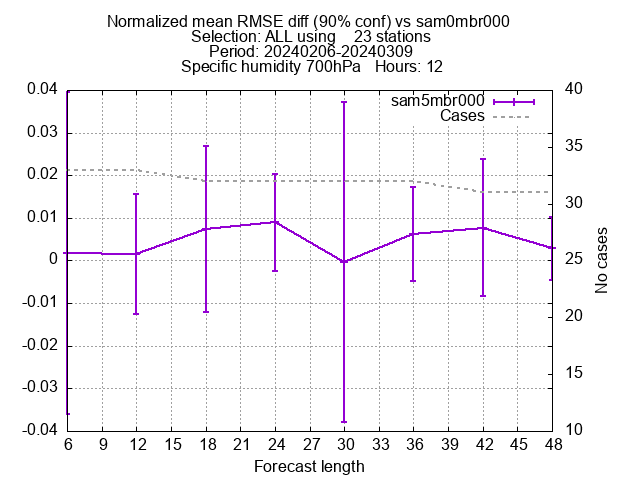 Normalized mean RMSE diff (90% conf) vs sam0mbr000
Selection: ALL using    23 stations
Period: 20240206-20240309
Specific humidity 700hPa   Hours: 12
sam5mbr000
Cases
0.04
0.03
0.02
0.01
0
-0.01
-0.02
-0.03
-0.04
40
35
30
25
20
15
10
No cases
6 9 12 15 18 21 24 27 30 33 36 39 42 45 48
Forecast length